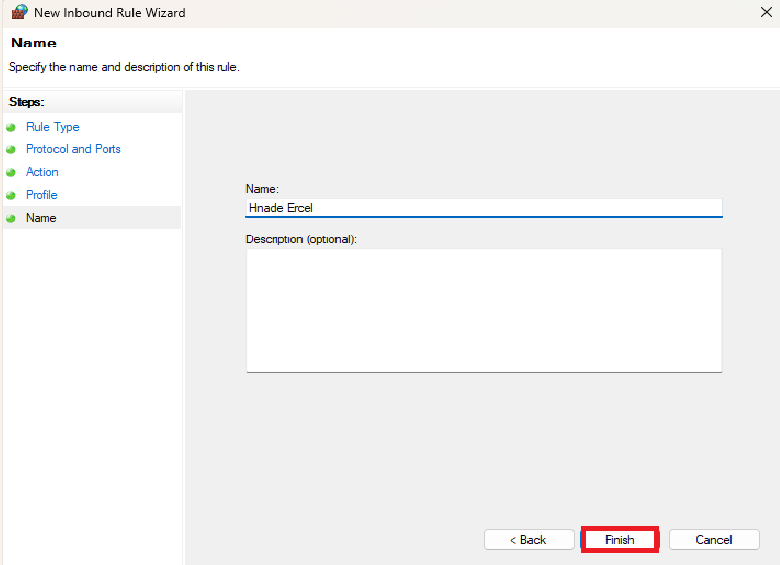 New Inbound Rule Wizard
Name
Specify the name and description of this rule.
Steps:
Rule Type
Protocol and Ports
Action
Profile
Name
Name:
Hnade Ercel
Description (optional):
< Back
Finish
Cancel